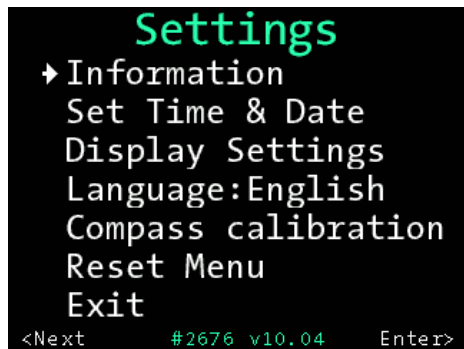 Settings
Information
Set Time & Date
Display Settings
Language:English
Compass calibration
Reset Menu
Exit
<Next #2676 v10.04 Enter>